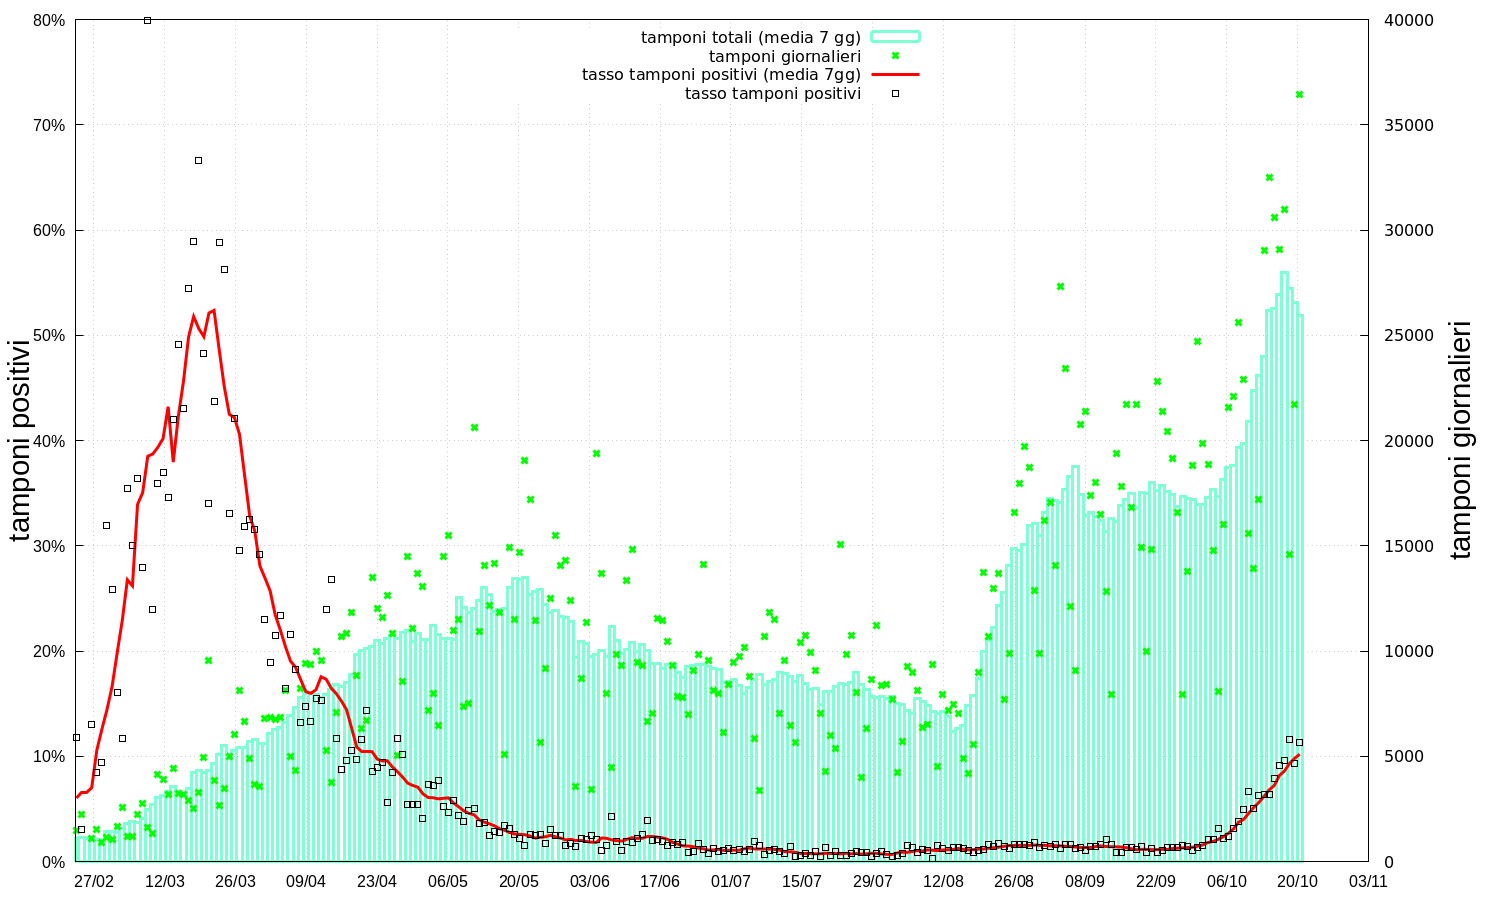 tamponi totali (media 7 gg)
tamponi giornalieri
tasso tamponi positivi (media 7gg)
tasso tamponi positivi
80%
70%
60%
50%
40%
30%
20%
10%
0%
tamponi positivi
40000
35000
30000
25000
20000
15000
10000
5000
0
tamponi giornalieri
27/02 12/03 26/03 09/04 23/04 06/05 20/05 03/06 17/06 01/07 15/07 29/07 12/08 26/08 08/09 22/09 06/10 20/10 03/11